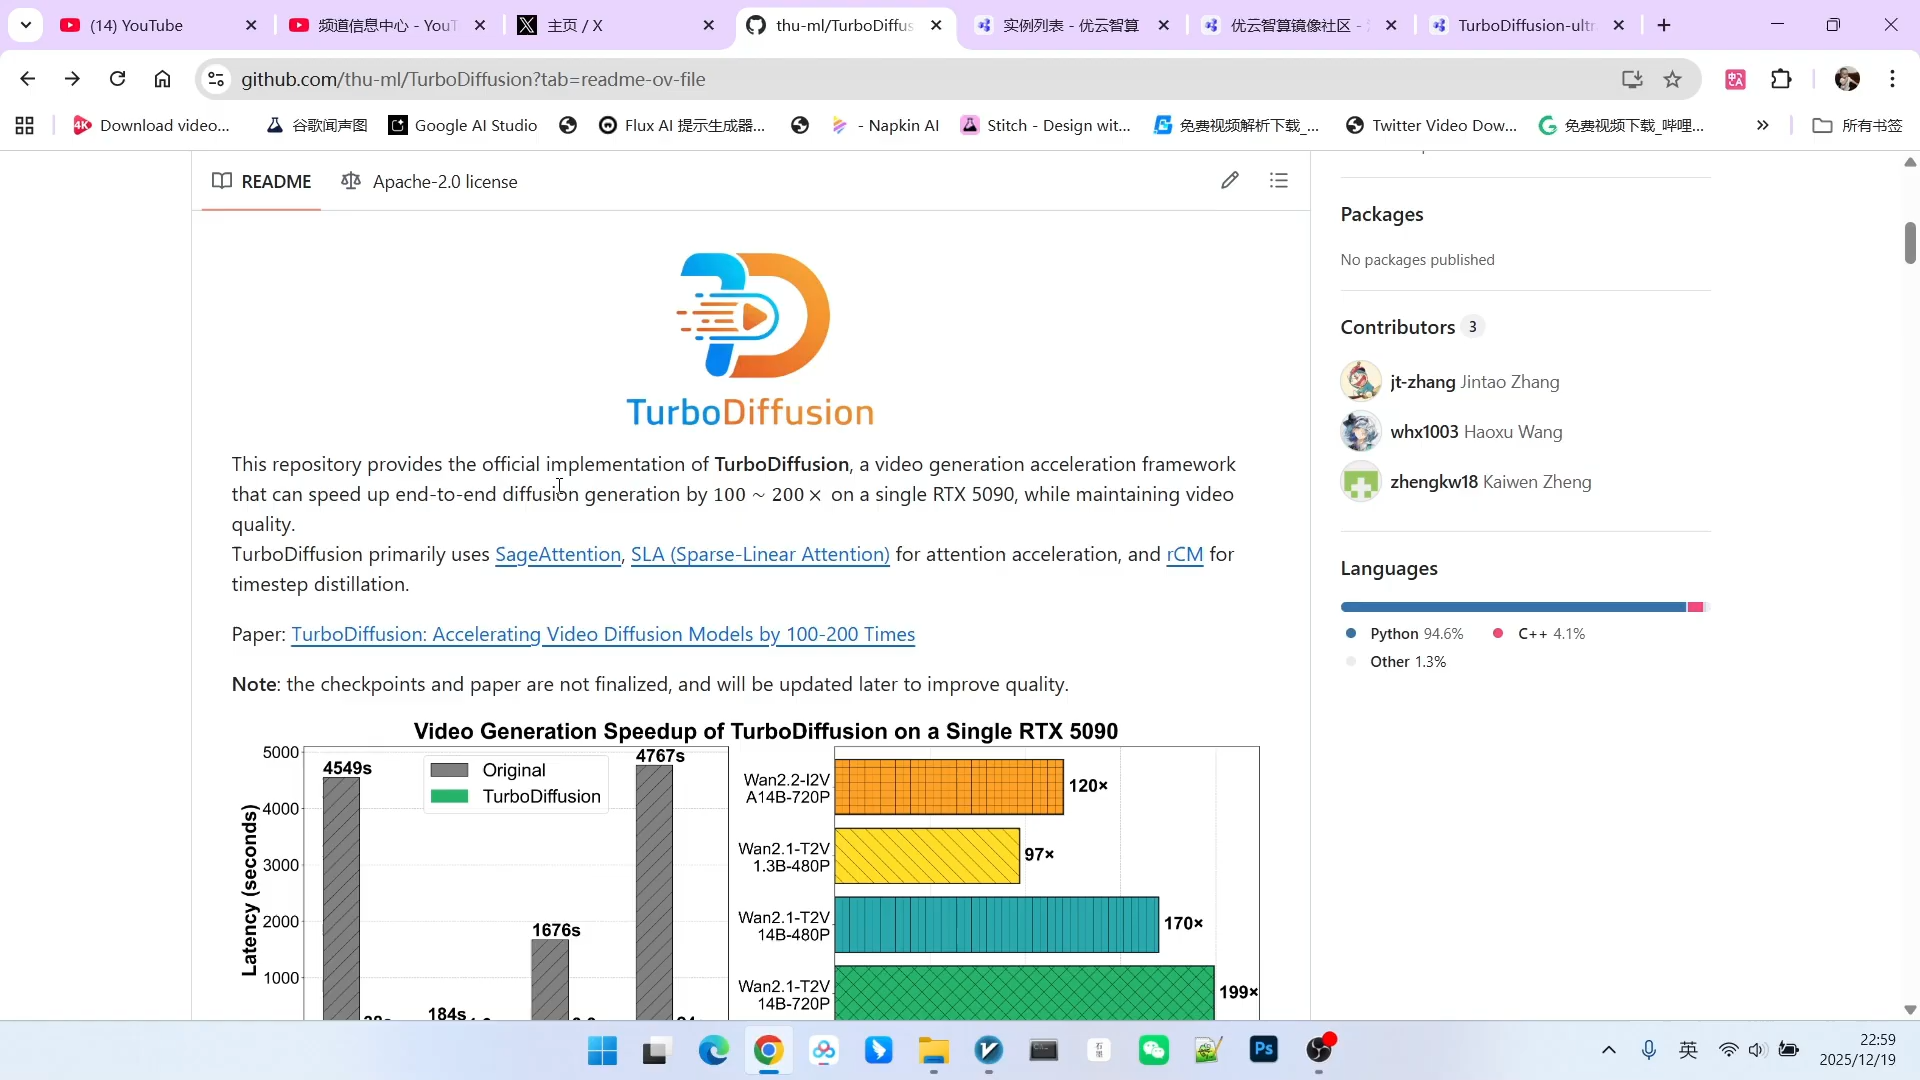 (14) YouTube
频道信息中心 - YouT
主页 / X
thu-ml/TurboDiffus
实例列表 - 优云智算
优云智算镜像社区 -
TurboDiffusion-ultr
github.com/thu-ml/TurboDiffusion?tab=readme-ov-file
Download video...
谷歌闻声图
Google AI Studio
Flux AI 提示生成器...
- Napkin AI
Stitch - Design wit...
免费视频解析下载_...
Twitter Video Dow...
免费视频下载_哔哩...
所有书签
README
Apache-2.0 license
TurboDiffusion
This repository provides the official implementation of TurboDiffusion, a video generation acceleration framework
that can speed up end-to-end diffusion generation by 100 ~ 200× on a single RTX 5090, while maintaining video
quality.
TurboDiffusion primarily uses SageAttention, SLA (Sparse-Linear Attention) for attention acceleration, and rCM for
timestep distillation.
Paper: TurboDiffusion: Accelerating Video Diffusion Models by 100-200 Times
Note: the checkpoints and paper are not finalized, and will be updated later to improve quality.
Video Generation Speedup of TurboDiffusion on a Single RTX 5090
Latency (seconds)
5000
4000
3000
2000
1000
4549s
184s
1676s
4767s
Original
TurboDiffusion
Wan2.2-I2V
A14B-720P
120×
Wan2.1-T2V
1.3B-480P
97×
Wan2.1-T2V
14B-480P
170×
Wan2.1-T2V
14B-720P
199×
Packages
No packages published
Contributors 3
jt-zhang Jintao Zhang
whx1003 Haoxu Wang
zhengkw18 Kaiwen Zheng
Languages
Python 94.6%
C++ 4.1%
Other 1.3%
Ps
英
22:59
2025/12/19